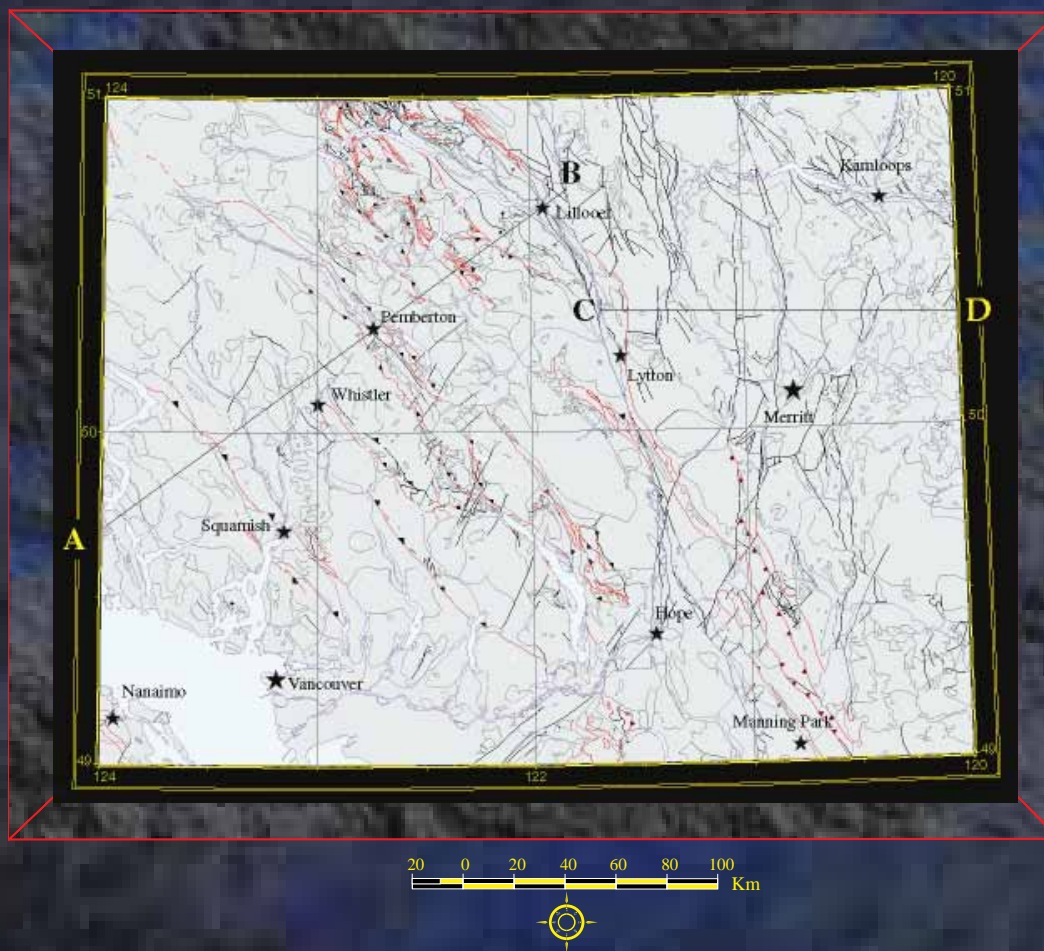 124
120
51
51
Kamloops
B
Lillooet
C
D
Pemberton
Lytton
Whistler
Merritt
50
50
Squamish
A
Hope
Vancouver
Nanaimo
Manning Park
49
49
124
122
120
20 0 20 40 60 80 100
Km